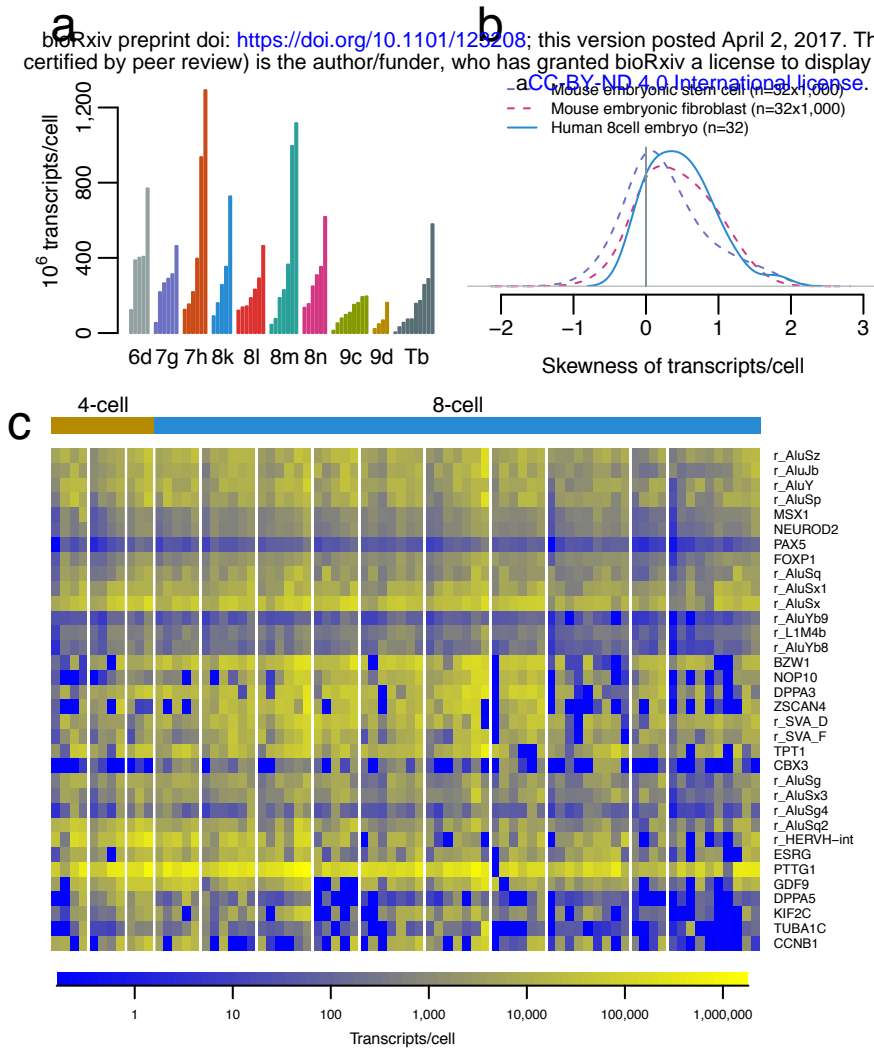 a
b
bioRxiv preprint doi: https://doi.org/10.1101/123208; this version posted April 2, 2017. Th
certified by peer review) is the author/funder, who has granted bioRxiv a license to display
aCC-BY-ND 4.0 International license.
Mouse embryonic stem cell (n=32x1,000)
Mouse embryonic fibroblast (n=32x1,000)
Human 8cell embryo (n=32)
10^6 transcripts/cell
1,200
800
400
0
6d 7g 7h 8k 8l 8m 8n 9c 9d Tb
−2 −1 0 1 2 3
Skewness of transcripts/cell
c
4-cell 8-cell
r_AluSz
r_AluJb
r_AluY
r_AluSp
MSX1
NEUROD2
PAX5
FOXP1
r_AluSq
r_AluSx1
r_AluSx
r_AluYb9
r_L1M4b
r_AluYb8
BZW1
NOP10
DPPA3
ZSCAN4
r_SVA_D
r_SVA_F
TPT1
CBX3
r_AluSg
r_AluSx3
r_AluSg4
r_AluSq2
r_HERVH−int
ESRG
PTTG1
GDF9
DPPA5
KIF2C
TUBA1C
CCNB1
1 10 100 1,000 10,000 100,000 1,000,000
Transcripts/cell